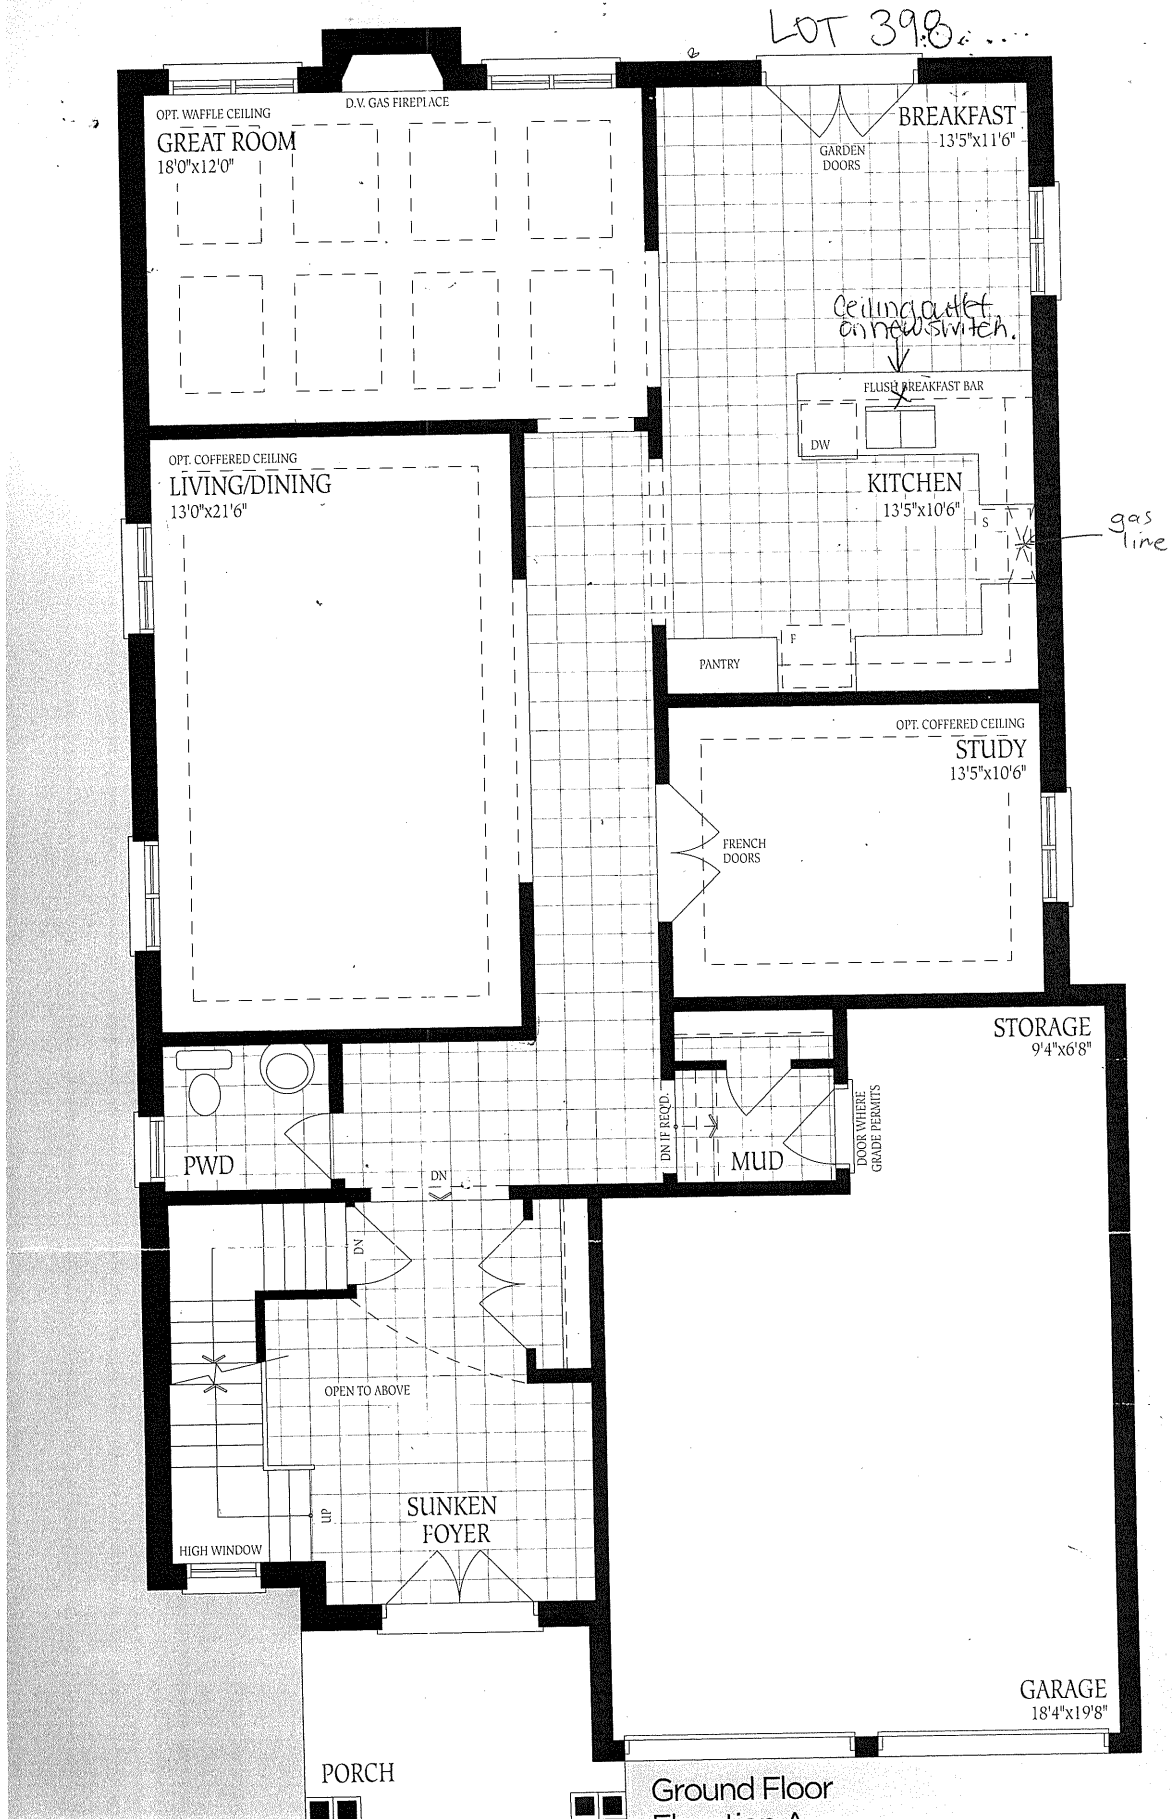 LOT 398
D.V. GAS FIREPLACE
OPT. WAFFLE CEILING
GREAT ROOM
18'0"x12'0"
BREAKFAST
13'5"x11'6"
GARDEN
DOORS
Ceiling outlet
on new switch.
FLUSH BREAKFAST BAR
DW
KITCHEN
13'5"x10'6"
S
gas
line
OPT. COFFERED CEILING
LIVING/DINING
13'0"x21'6"
F
PANTRY
OPT. COFFERED CEILING
STUDY
13'5"x10'6"
FRENCH
DOORS
STORAGE
9'4"x6'8"
DN IF REQ'D.
MUD
DOOR WHERE
GRADE PERMITS
PWD
DN
DN
OPEN TO ABOVE
SUNKEN
FOYER
UP
HIGH WINDOW
GARAGE
18'4"x19'8"
PORCH
Ground Floor
Elevation A